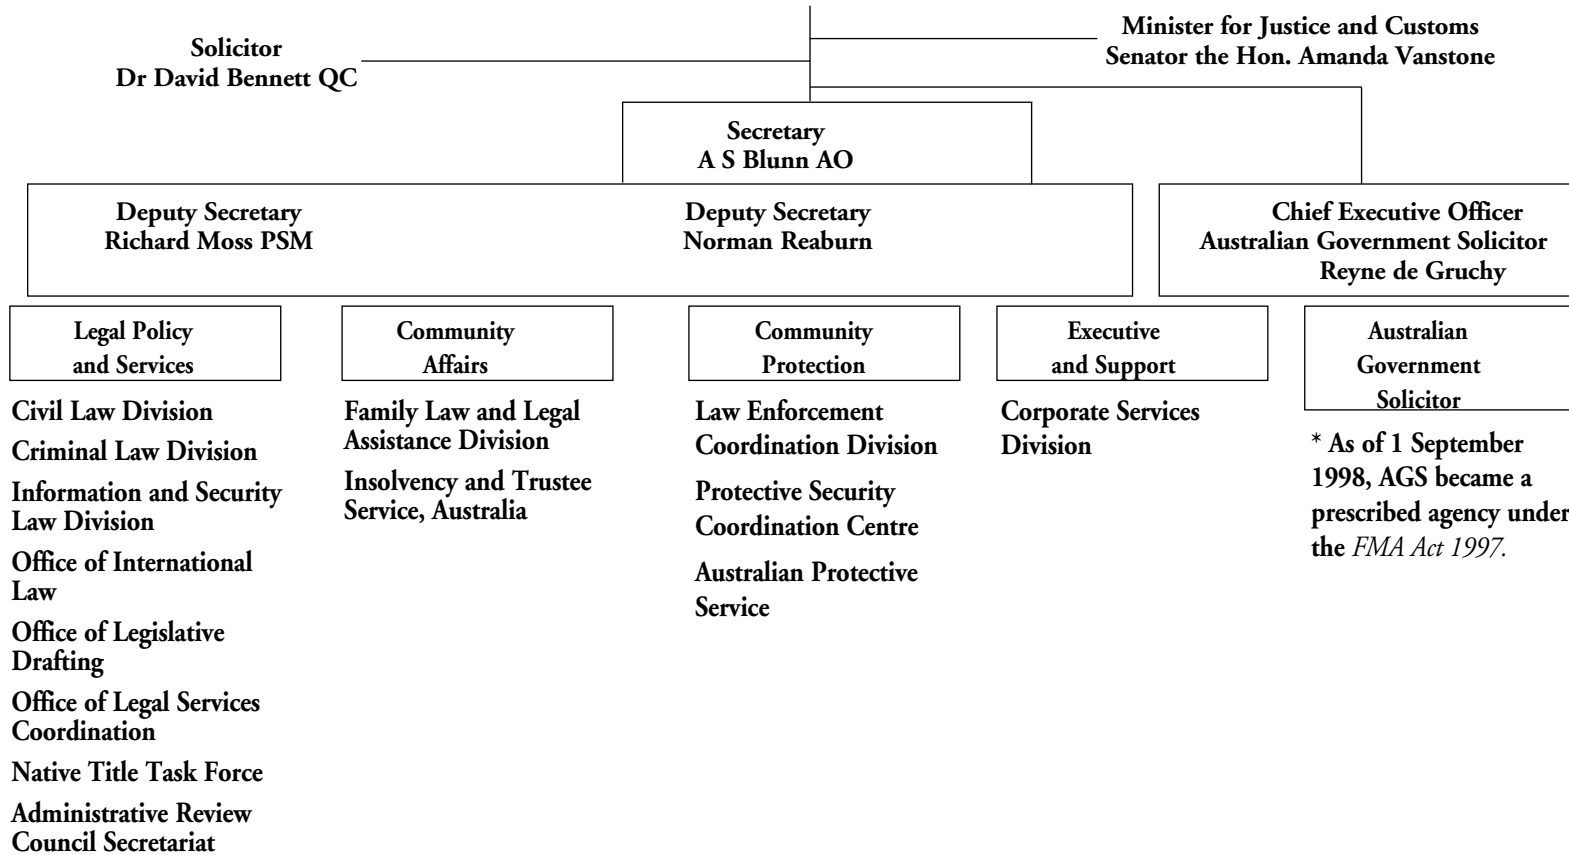 Minister for Justice and Customs
Senator the Hon. Amanda Vanstone
Solicitor
Dr David Bennett QC
Secretary
A S Blunn AO
Deputy Secretary
Richard Moss PSM
Deputy Secretary
Norman Reaburn
Chief Executive Officer
Australian Government Solicitor
Reyne de Gruchy
Legal Policy
and Services
Civil Law Division
Criminal Law Division
Information and Security
Law Division
Office of International
Law
Office of Legislative
Drafting
Office of Legal Services
Coordination
Native Title Task Force
Administrative Review
Council Secretariat
Community
Affairs
Family Law and Legal
Assistance Division
Insolvency and Trustee
Service, Australia
Community
Protection
Law Enforcement
Coordination Division
Protective Security
Coordination Centre
Australian Protective
Service
Executive
and Support
Corporate Services
Division
Australian
Government
Solicitor
* As of 1 September
1998, AGS became a
prescribed agency under
the FMA Act 1997.